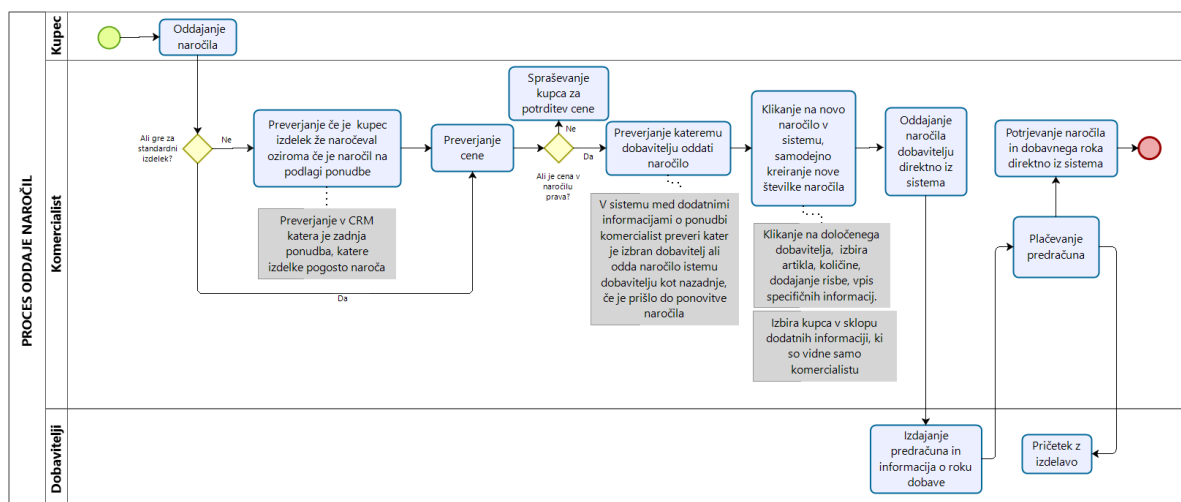 PROCES ODDAJE NAROČIL
Kupec
Oddajanje
naročila
Komercialist
Ali gre za
standardni
izdelek?
Ne
Da
Preverjanje če je kupec
izdelek že naročeval
oziroma če je naročil na
podlagi ponudbe
Preverjanje v CRM
katera je zadnja
ponudba, katere
izdelke pogosto naroča
Preverjanje
cene
Spraševanje
kupca za
potrditev cene
Ne
Da
Ali je cena v
naročilu
prava?
Preverjanje kateremu
dobavitelju oddati
naročilo
V sistemu med dodatnimi
informacijami o ponudbi
komercialist preveri kater
je izbran dobavitelj ali
odda naročilo istemu
dobavitelju kot nazadnje,
če je prišlo do ponovitve
naročila
Klikanje na novo
naročilo v
sistemu,
samodejno
kreiranje nove
številke naročila
Klikanje na določenega
dobavitelja, izbira
artikla, količine,
dodajanje risbe, vpis
specifičnih informacij.
Izbira kupca v sklopu
dodatnih informaciji, ki
so vidne samo
komercialistu
Oddajanje
naročila
dobavitelju
direktno iz
sistema
Potrjevanje naročila
in dobavnega roka
direktno iz sistema
Plačevanje
predračuna
Dobavitelji
Izdajanje
predračuna in
informacija o roku
dobave
Pričetek z
izdelavo